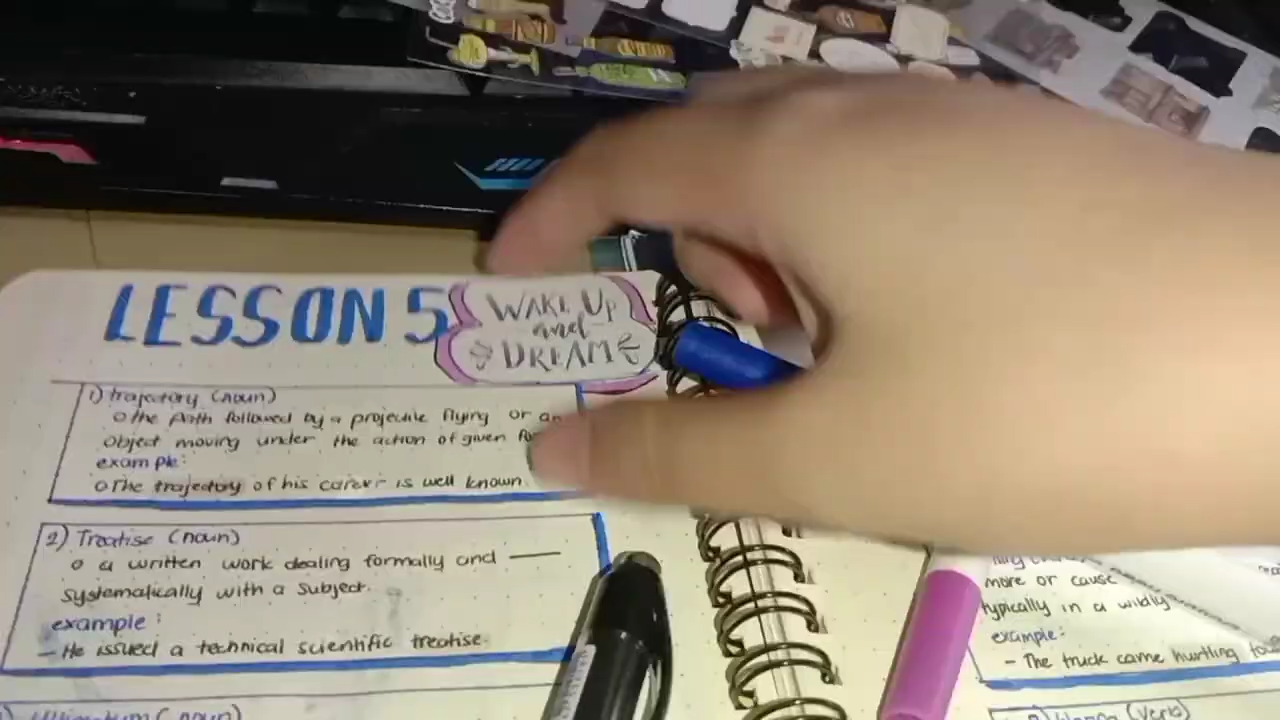 LESSON 5
WAKE UP
and
DREAM
1) trajectory (noun)
o the path followed by a projectile flying or an
object moving under the action of given
example:
o The trajectory of his career is well known
2) Treatise (noun)
o a written work dealing formally and
systematically with a subject.
example:
- He issued a technical scientific treatise.
(noun)
more or cause
typically in a wildly
example:
- The truck came hurtling
(verb)